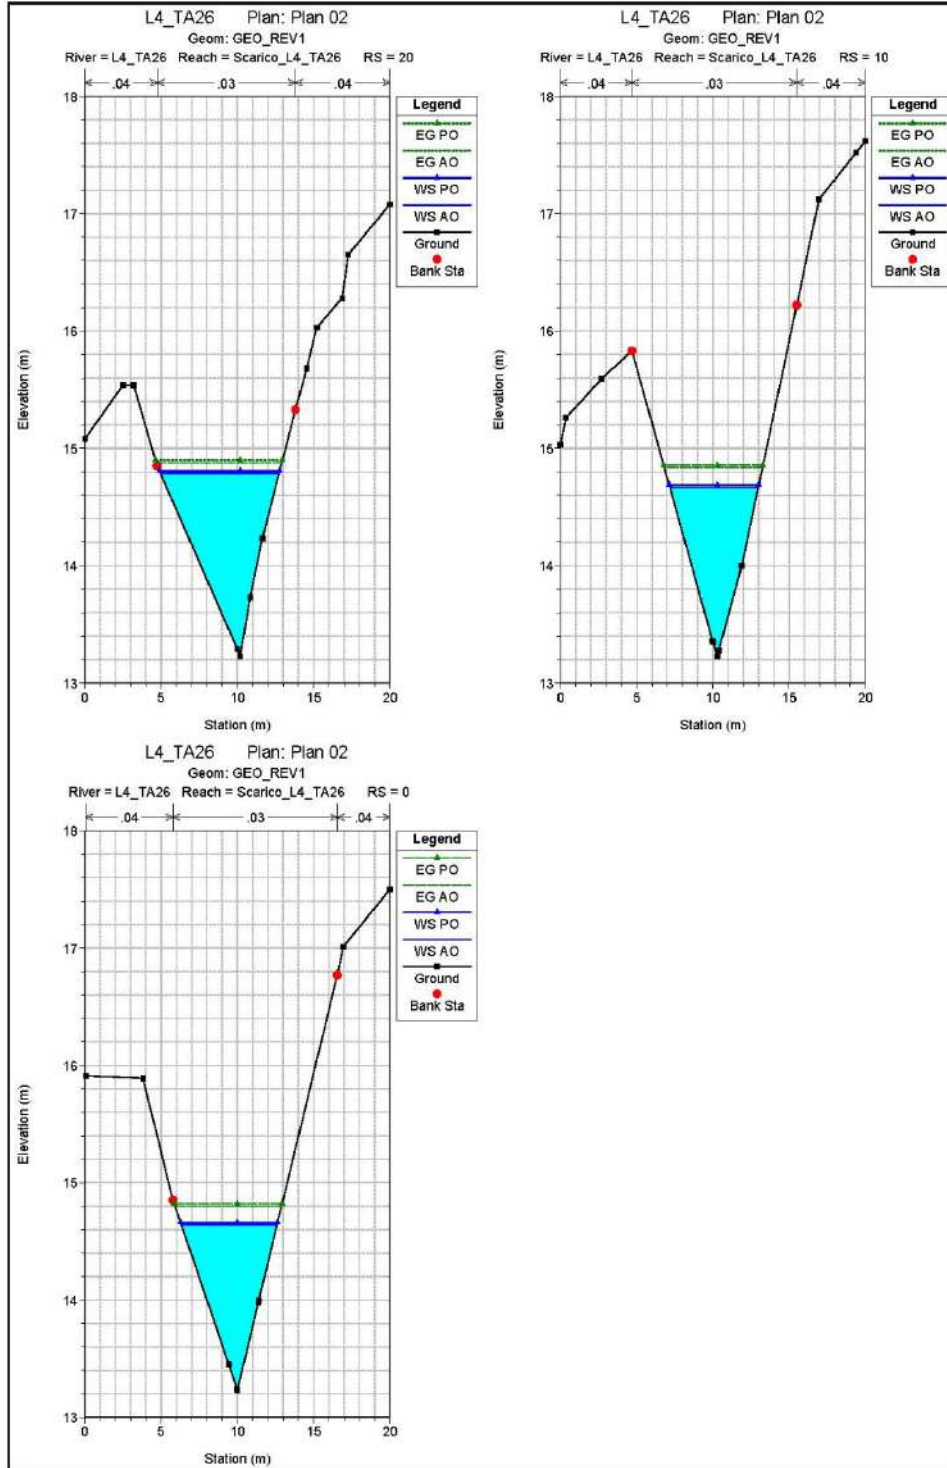 L4_TA26 Plan: Plan 02
Geom: GEO_REV1
River = L4_TA26 Reach = Scarico_L4_TA26 RS = 20
.04 .03 .04
18
17
16
15
14
13
Elevation (m)
0 5 10 15 20
Station (m)
Legend
EG PO
EG AO
WS PO
WS AO
Ground
Bank Sta
L4_TA26 Plan: Plan 02
Geom: GEO_REV1
River = L4_TA26 Reach = Scarico_L4_TA26 RS = 10
.04 .03 .04
18
17
16
15
14
13
Elevation (m)
0 5 10 15 20
Station (m)
Legend
EG PO
EG AO
WS PO
WS AO
Ground
Bank Sta
L4_TA26 Plan: Plan 02
Geom: GEO_REV1
River = L4_TA26 Reach = Scarico_L4_TA26 RS = 0
.04 .03 .04
18
17
16
15
14
13
Elevation (m)
0 5 10 15 20
Station (m)
Legend
EG PO
EG AO
WS PO
WS AO
Ground
Bank Sta